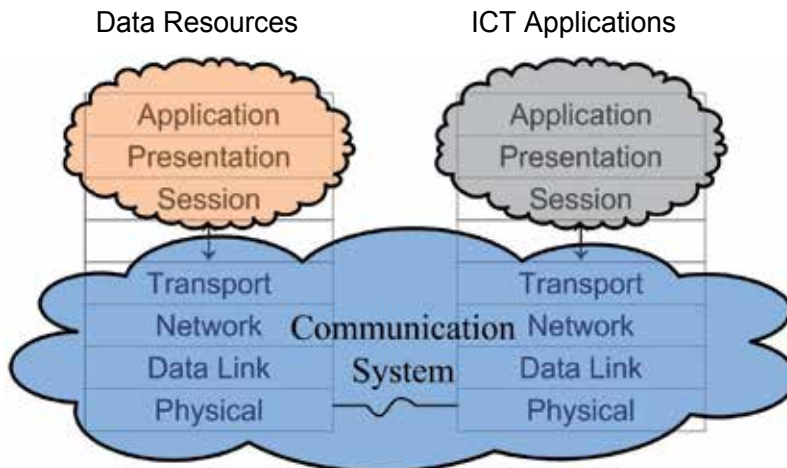 Data Resources
ICT Applications
Application
Presentation
Session
Application
Presentation
Session
Transport
Network
Data Link
Physical
Communication
System
Transport
Network
Data Link
Physical